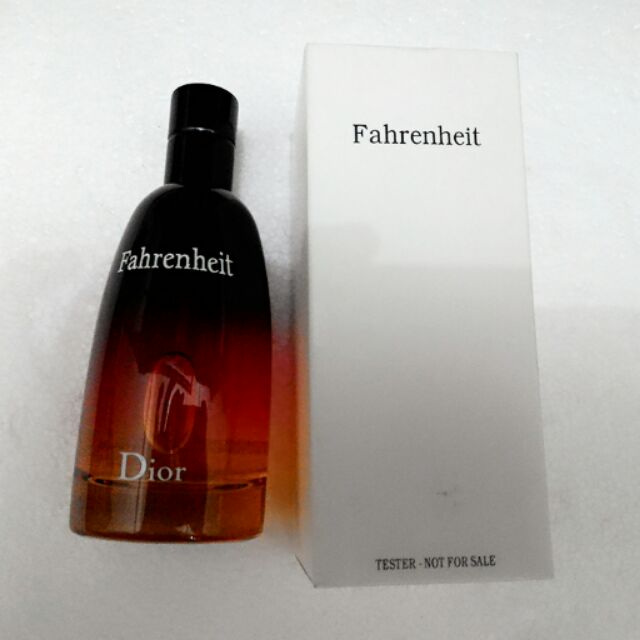 Fahrenheit
Dior
Fahrenheit
TESTER - NOT FOR SALE